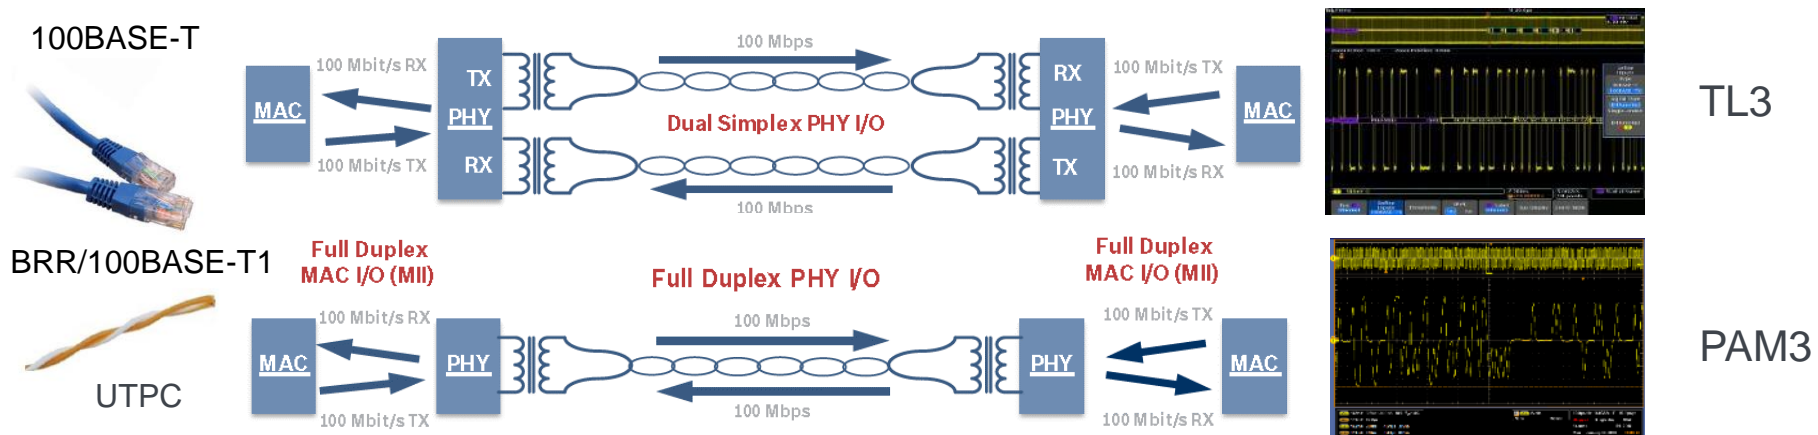 100BASE-T
100 Mbit/s RX
MAC
100 Mbit/s TX
TX
PHY
RX
100 Mbps
Dual Simplex PHY I/O
100 Mbps
RX
PHY
TX
100 Mbit/s TX
MAC
100 Mbit/s RX
TL3
BRR/100BASE-T1
UTPC
Full Duplex
MAC I/O (MII)
100 Mbit/s RX
MAC
PHY
100 Mbit/s TX
Full Duplex PHY I/O
100 Mbps
100 Mbps
Full Duplex
MAC I/O (MII)
100 Mbit/s TX
PHY
MAC
100 Mbit/s RX
PAM3